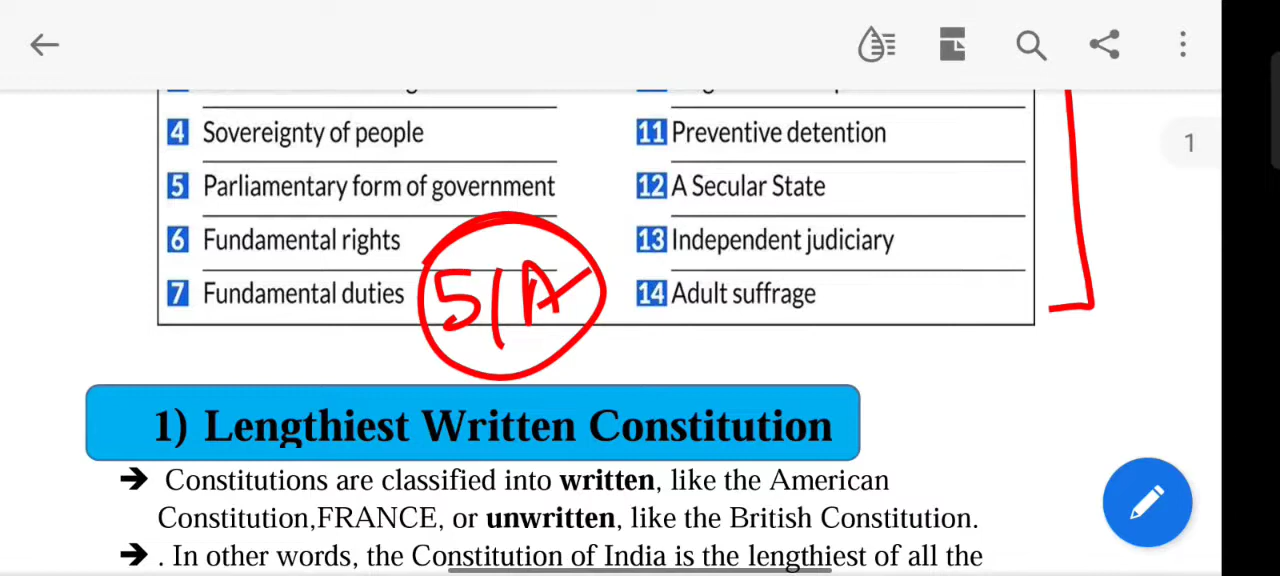 1
4 Sovereignty of people
11 Preventive detention
5 Parliamentary form of government
12 A Secular State
6 Fundamental rights
13 Independent judiciary
7 Fundamental duties
51A
14 Adult suffrage
1) Lengthiest Written Constitution
➔ Constitutions are classified into written, like the American
Constitution,FRANCE, or unwritten, like the British Constitution.
➔ . In other words, the Constitution of India is the lengthiest of all the